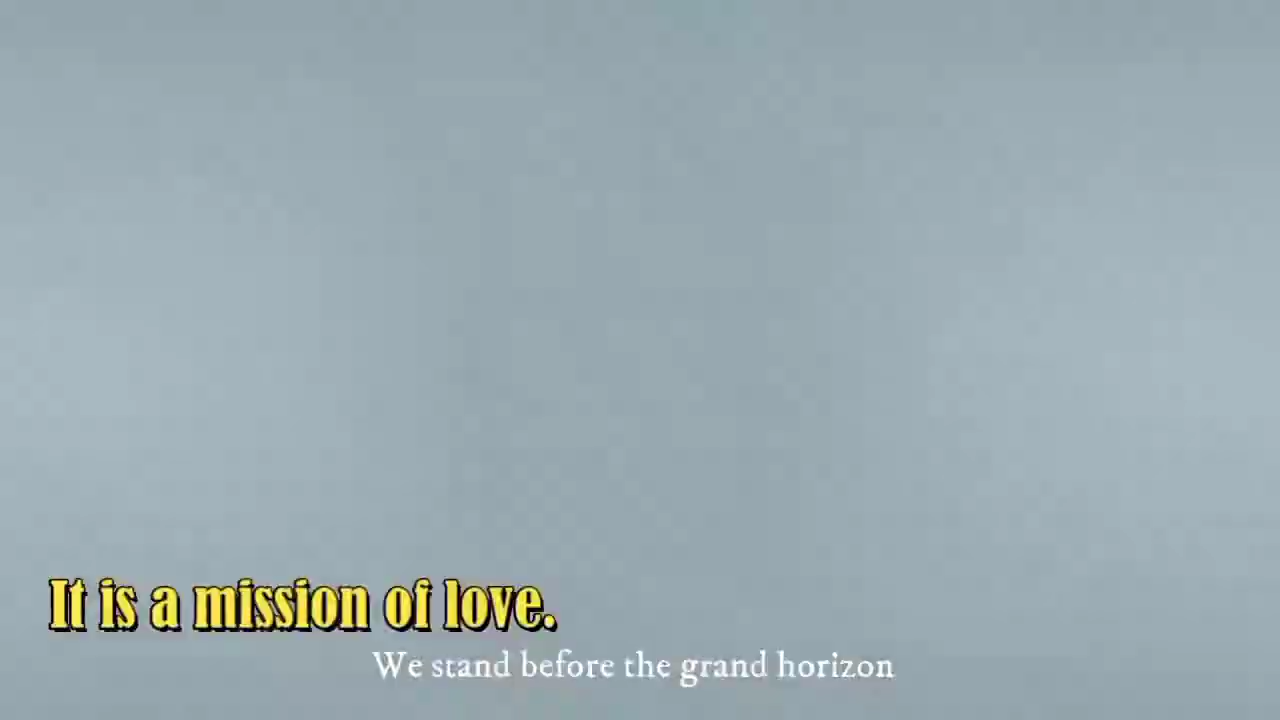 It is a mission of love.
We stand before the grand horizon